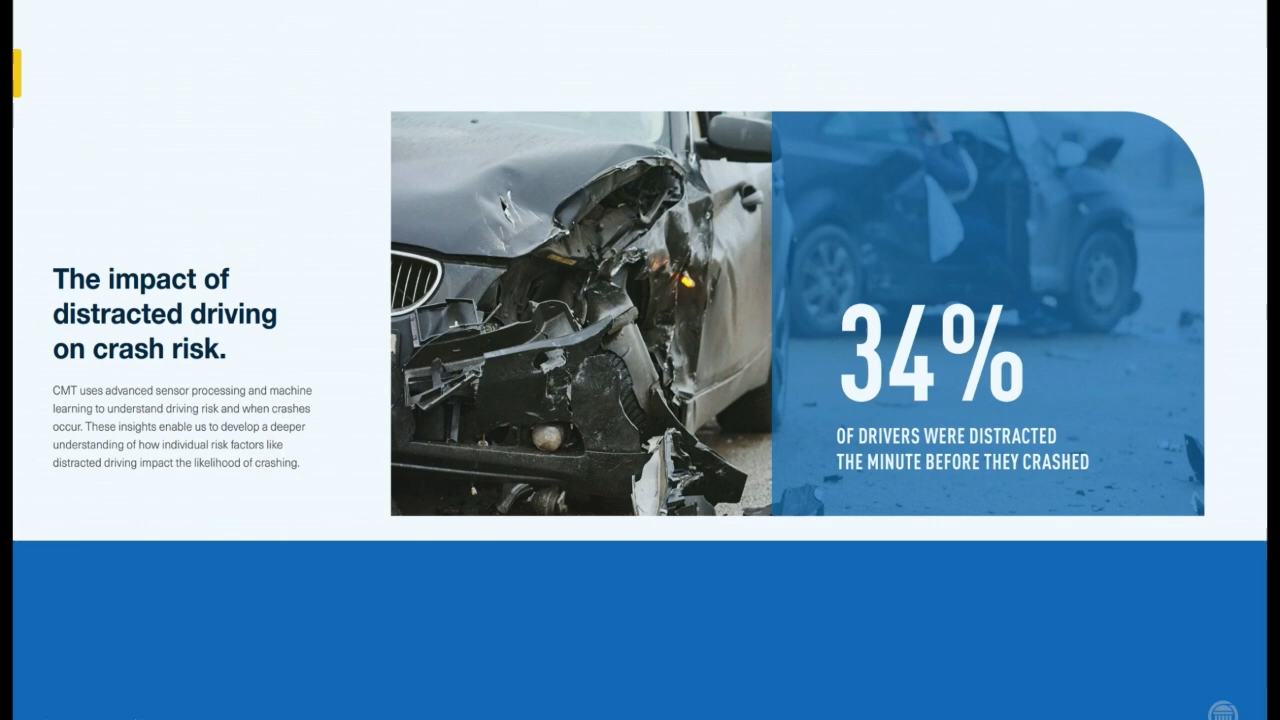 The impact of
distracted driving
on crash risk.
CMT uses advanced sensor processing and machine
learning to understand driving risk and when crashes
occur. These insights enable us to develop a deeper
understanding of how individual risk factors like
distracted driving impact the likelihood of crashing.
34%
OF DRIVERS WERE DISTRACTED
THE MINUTE BEFORE THEY CRASHED